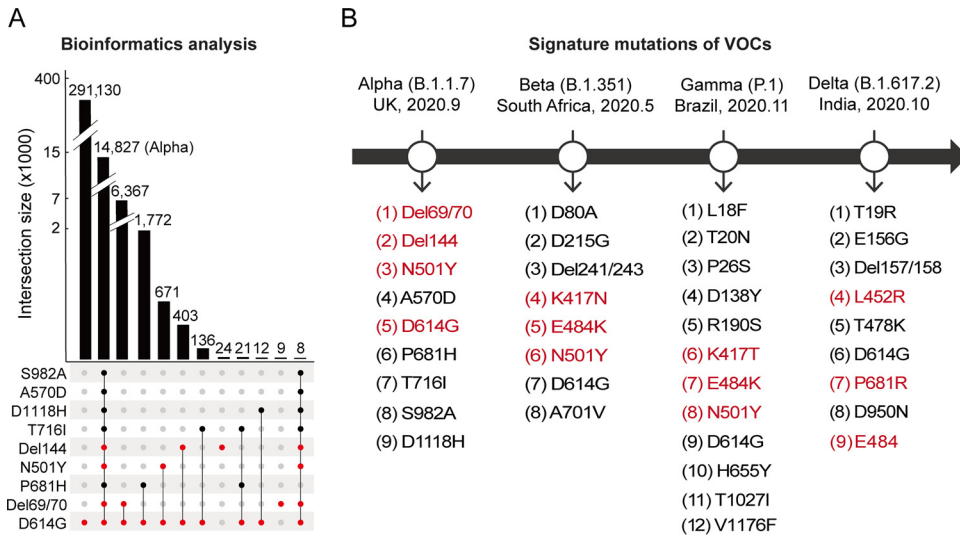 A
Bioinformatics analysis
Intersection size (x1000)
400
15
7
2
291,130
14,827 (Alpha)
6,367
1,772
671
403
136
24
21
12
9
8
S982A
A570D
D1118H
T716I
Del144
N501Y
P681H
Del69/70
D614G
B
Signature mutations of VOCs
Alpha (B.1.1.7)
UK, 2020.9
Beta (B.1.351)
South Africa, 2020.5
Gamma (P.1)
Brazil, 2020.11
Delta (B.1.617.2)
India, 2020.10
(1) Del69/70
(2) Del144
(3) N501Y
(4) A570D
(5) D614G
(6) P681H
(7) T716I
(8) S982A
(9) D1118H
(1) D80A
(2) D215G
(3) Del241/243
(4) K417N
(5) E484K
(6) N501Y
(7) D614G
(8) A701V
(1) L18F
(2) T20N
(3) P26S
(4) D138Y
(5) R190S
(6) K417T
(7) E484K
(8) N501Y
(9) D614G
(10) H655Y
(11) T1027I
(12) V1176F
(1) T19R
(2) E156G
(3) Del157/158
(4) L452R
(5) T478K
(6) D614G
(7) P681R
(8) D950N
(9) E484